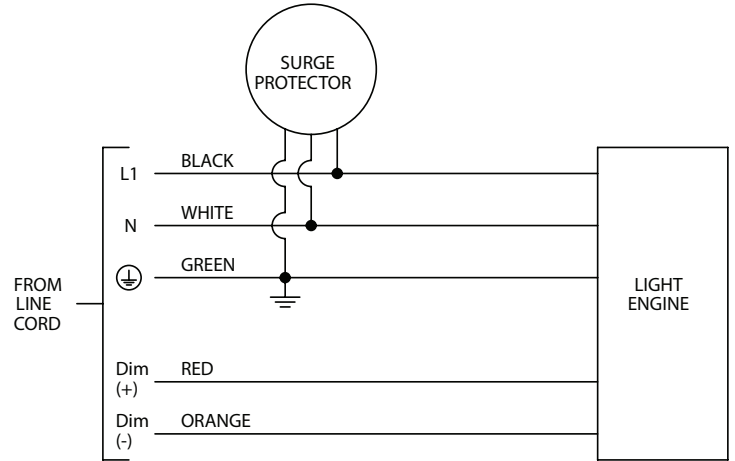 SURGE
PROTECTOR
L1 BLACK
N WHITE
GREEN
FROM
LINE
CORD
LIGHT
ENGINE
Dim
(+)
RED
Dim
(-)
ORANGE